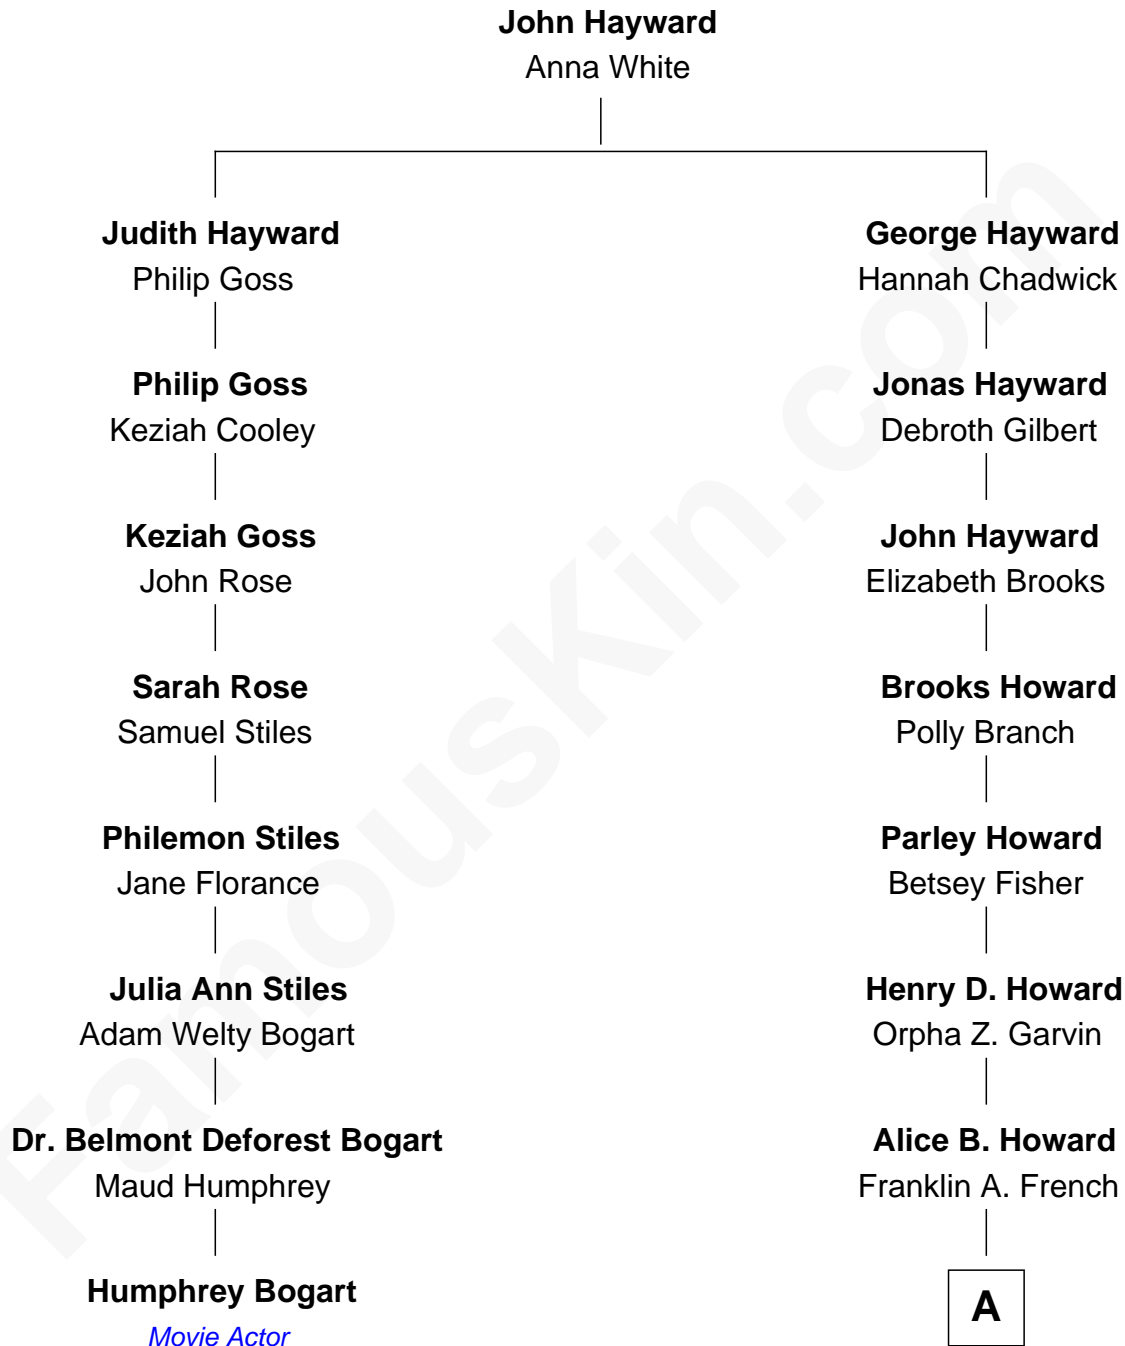 John Hayward
Anna White
Judith Hayward
Philip Goss
Philip Goss
Keziah Cooley
Keziah Goss
John Rose
Sarah Rose
Samuel Stiles
Philemon Stiles
Jane Florance
Julia Ann Stiles
Adam Welty Bogart
Dr. Belmont Deforest Bogart
Maud Humphrey
Humphrey Bogart
Movie Actor
George Hayward
Hannah Chadwick
Jonas Hayward
Debroth Gilbert
John Hayward
Elizabeth Brooks
Brooks Howard
Polly Branch
Parley Howard
Betsey Fisher
Henry D. Howard
Orpha Z. Garvin
Alice B. Howard
Franklin A. French
A
FamousKin.com